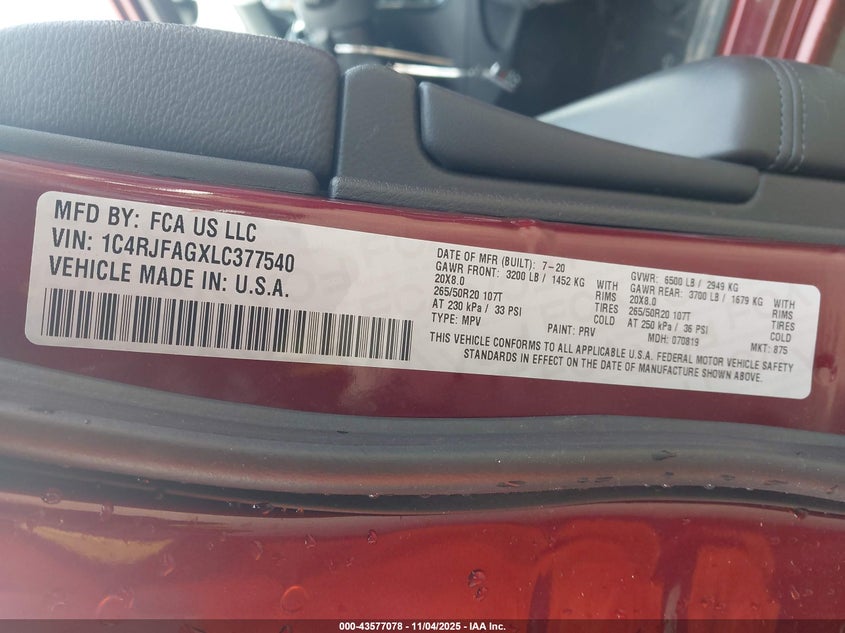 MFD BY: FCA US LLC
VIN: 1C4RJFAGXLC377540
VEHICLE MADE IN: U.S.A.
DATE OF MFR (BUILT): 7-20
GAWR FRONT: 3200 LB / 1452 KG WITH
20X8.0 RIMS
265/50R20 107T TIRES
AT 230 kPa / 33 PSI COLD
TYPE: MPV PAINT: PRV
GVWR: 6500 LB / 2949 KG
GAWR REAR: 3700 LB / 1679 KG WITH
20X8.0 RIMS
265/50R20 107T TIRES
AT 250 kPa / 36 PSI COLD
MDH: 070819 MKT: 875
THIS VEHICLE CONFORMS TO ALL APPLICABLE U.S.A. FEDERAL MOTOR VEHICLE SAFETY
STANDARDS IN EFFECT ON THE DATE OF MANUFACTURE SHOWN ABOVE.
000-43577078 - 11/04/2025 - IAA Inc.